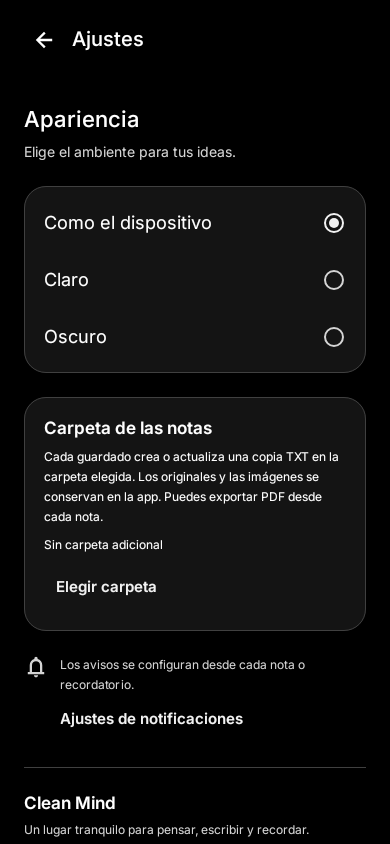 Ajustes
Apariencia
Elige el ambiente para tus ideas.
Como el dispositivo
Claro
Oscuro
Carpeta de las notas
Cada guardado crea o actualiza una copia TXT en la
carpeta elegida. Los originales y las imágenes se
conservan en la app. Puedes exportar PDF desde
cada nota.
Sin carpeta adicional
Elegir carpeta
Los avisos se configuran desde cada nota o
recordatorio.
Ajustes de notificaciones
Clean Mind
Un lugar tranquilo para pensar, escribir y recordar.